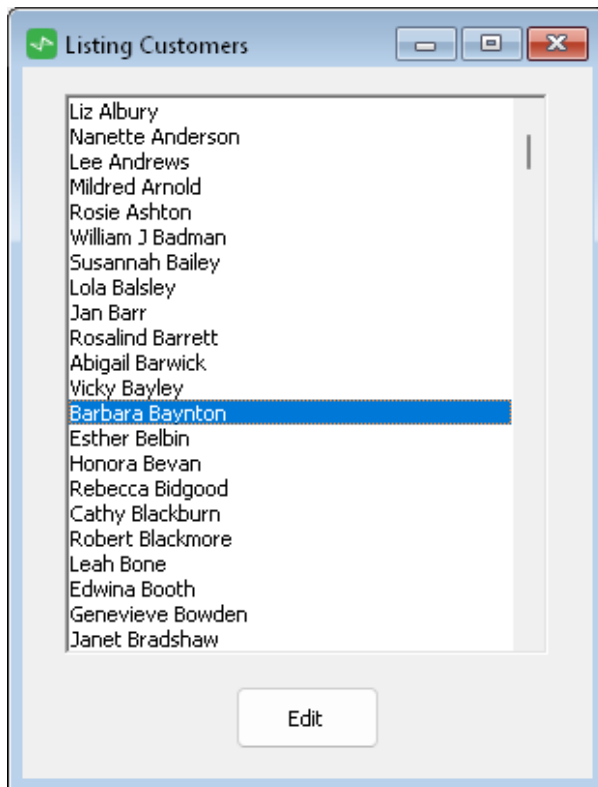 Listing Customers
Liz Albury
Nanette Anderson
Lee Andrews
Mildred Arnold
Rosie Ashton
William J Badman
Susannah Bailey
Lola Balsley
Jan Barr
Rosalind Barrett
Abigail Barwick
Vicky Bayley
Barbara Baynton
Esther Belbin
Honora Bevan
Rebecca Bidgood
Cathy Blackburn
Robert Blackmore
Leah Bone
Edwina Booth
Genevieve Bowden
Janet Bradshaw
Edit